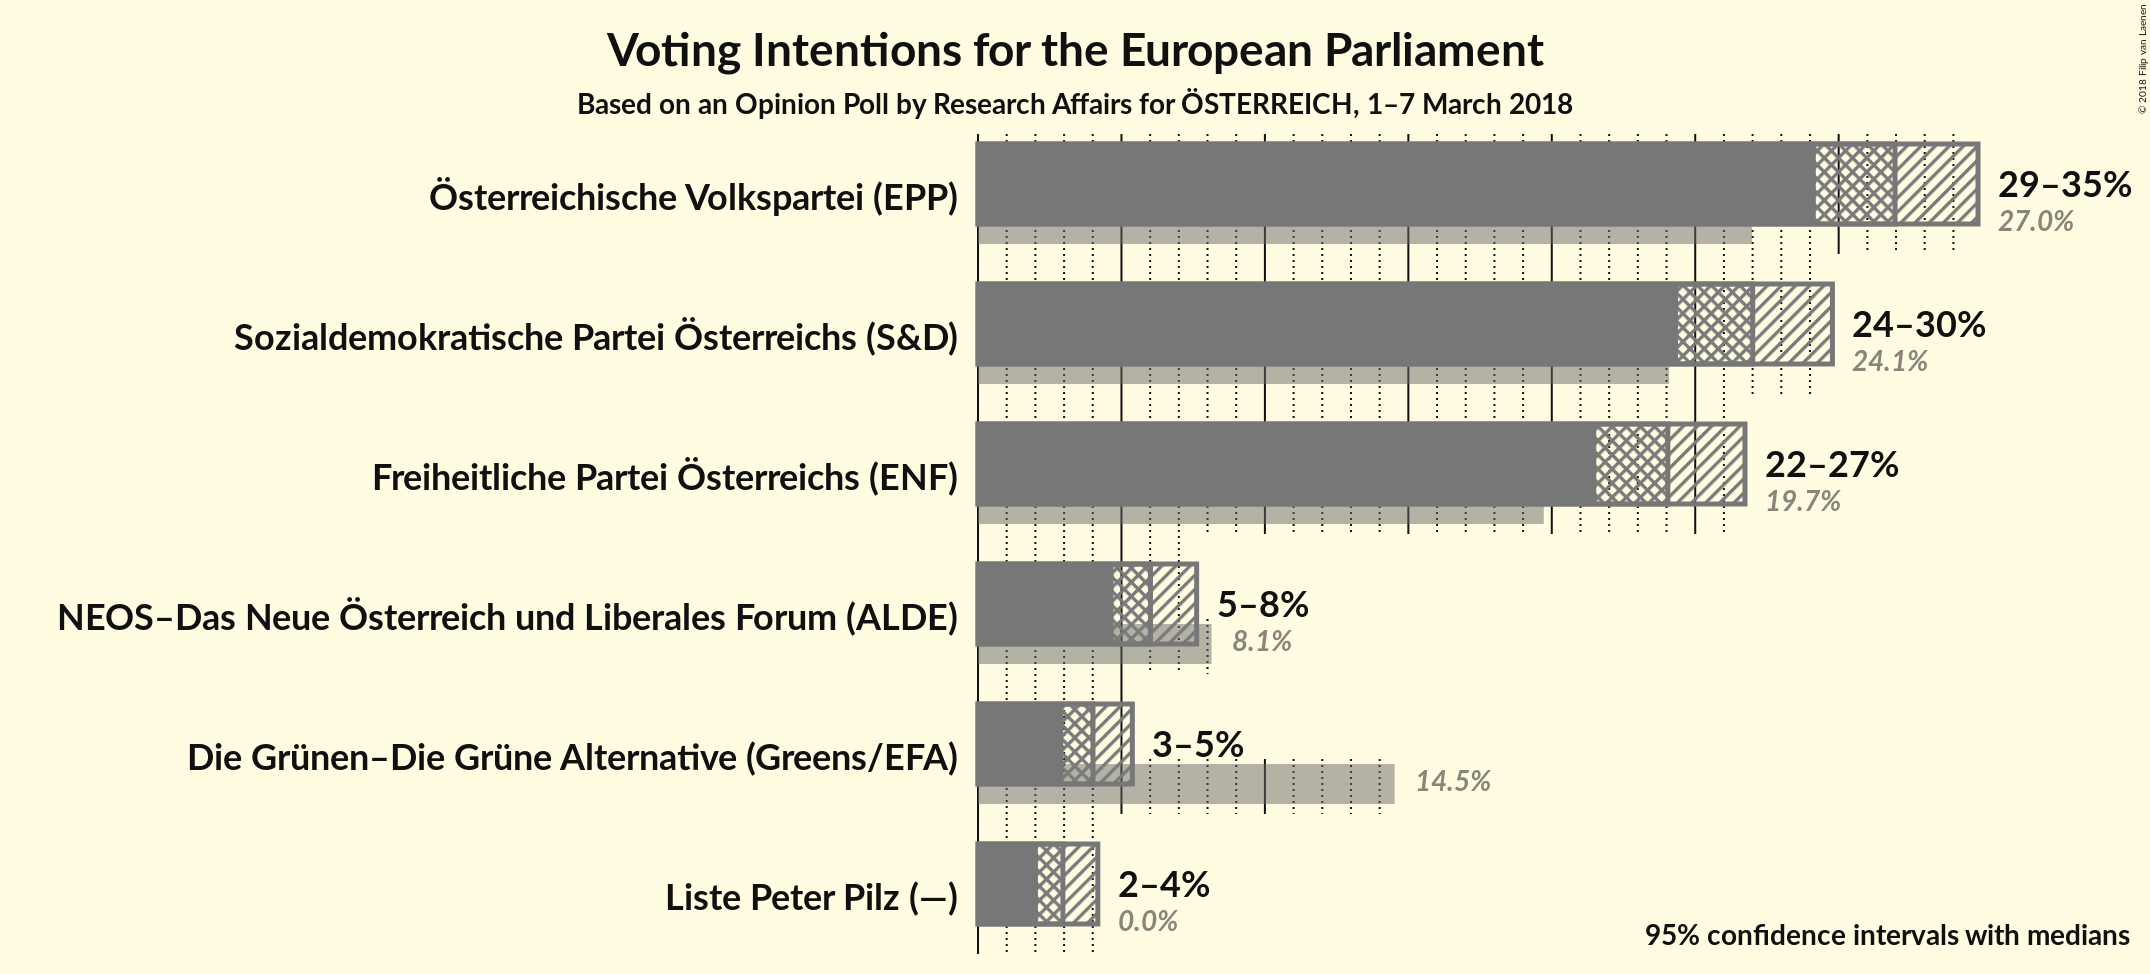 Voting Intentions for the European Parliament
Based on an Opinion Poll by Research Affairs for ÖSTERREICH, 1–7 March 2018
© 2018 Filip van Laenen
Österreichische Volkspartei (EPP)
29–35%
27.0%
Sozialdemokratische Partei Österreichs (S&D)
24–30%
24.1%
Freiheitliche Partei Österreichs (ENF)
22–27%
19.7%
NEOS–Das Neue Österreich und Liberales Forum (ALDE)
5–8%
8.1%
Die Grünen–Die Grüne Alternative (Greens/EFA)
3–5%
14.5%
Liste Peter Pilz (—)
2–4%
0.0%
95% confidence intervals with medians